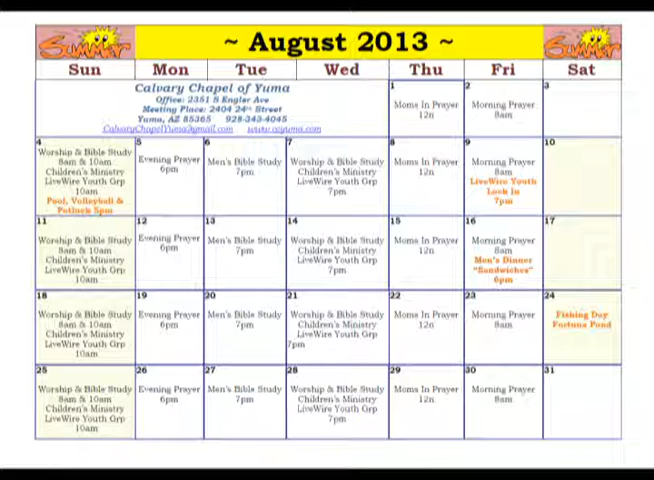 Summer
~ August 2013 ~
Summer
Sun Mon Tue Wed Thu Fri Sat
Calvary Chapel of Yuma
Office: 2351 S Engler Ave
Meeting Place: 2404 24th Street
Yuma, AZ 85365 928-343-4045
CalvaryChapelYuma@gmail.com www.ccyuma.com
1
Moms In Prayer
12n
2
Morning Prayer
8am
3
4
Worship & Bible Study
8am & 10am
Children's Ministry
LiveWire Youth Grp
10am
Pool, Volleyball &
Potluck 5pm
5
Evening Prayer
6pm
6
Men's Bible Study
7pm
7
Worship & Bible Study
Children's Ministry
LiveWire Youth Grp
7pm
8
Moms In Prayer
12n
9
Morning Prayer
8am
LiveWire Youth
Lock In
7pm
10
11
Worship & Bible Study
8am & 10am
Children's Ministry
LiveWire Youth Grp
10am
12
Evening Prayer
6pm
13
Men's Bible Study
7pm
14
Worship & Bible Study
Children's Ministry
LiveWire Youth Grp
7pm
15
Moms In Prayer
12n
16
Morning Prayer
8am
Men's Dinner
"Sandwiches"
6pm
17
18
Worship & Bible Study
8am & 10am
Children's Ministry
LiveWire Youth Grp
10am
19
Evening Prayer
6pm
20
Men's Bible Study
7pm
21
Worship & Bible Study
Children's Ministry
LiveWire Youth Grp
7pm
22
Moms In Prayer
12n
23
Morning Prayer
8am
24
Fishing Day
Fortuna Pond
25
Worship & Bible Study
8am & 10am
Children's Ministry
LiveWire Youth Grp
10am
26
Evening Prayer
6pm
27
Men's Bible Study
7pm
28
Worship & Bible Study
Children's Ministry
LiveWire Youth Grp
7pm
29
Moms In Prayer
12n
30
Morning Prayer
8am
31